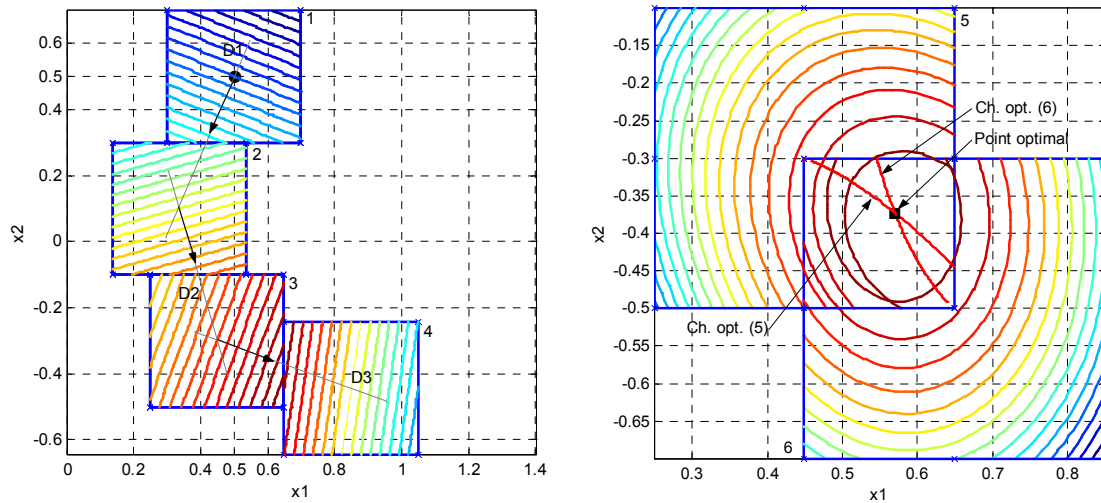 1
D1
2
D2
3
4
D3
0.6
0.4
0.5
0.2
0
-0.2
-0.4
-0.6
x2
0 0.2 0.4 0.5 0.6 0.8 1 1.2 1.4
x1
5
Ch. opt. (6)
Point optimal
Ch. opt. (5)
6
-0.15
-0.2
-0.25
-0.3
-0.35
-0.4
-0.45
-0.5
-0.55
-0.6
-0.65
x2
0.3 0.4 0.5 0.6 0.7 0.8
x1